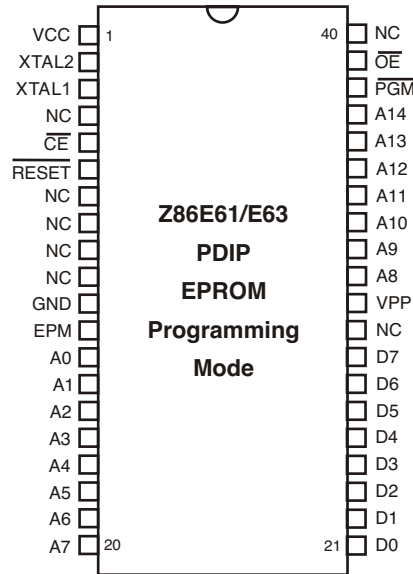 VCC 1 40 NC
XTAL2 OE
XTAL1 PGM
NC A14
CE A13
RESET A12
NC A11
NC A10
NC A9
NC A8
GND VPP
EPM NC
A0 D7
A1 D6
A2 D5
A3 D4
A4 D3
A5 D2
A6 D1
A7 20 21 D0
Z86E61/E63
PDIP
EPROM
Programming
Mode